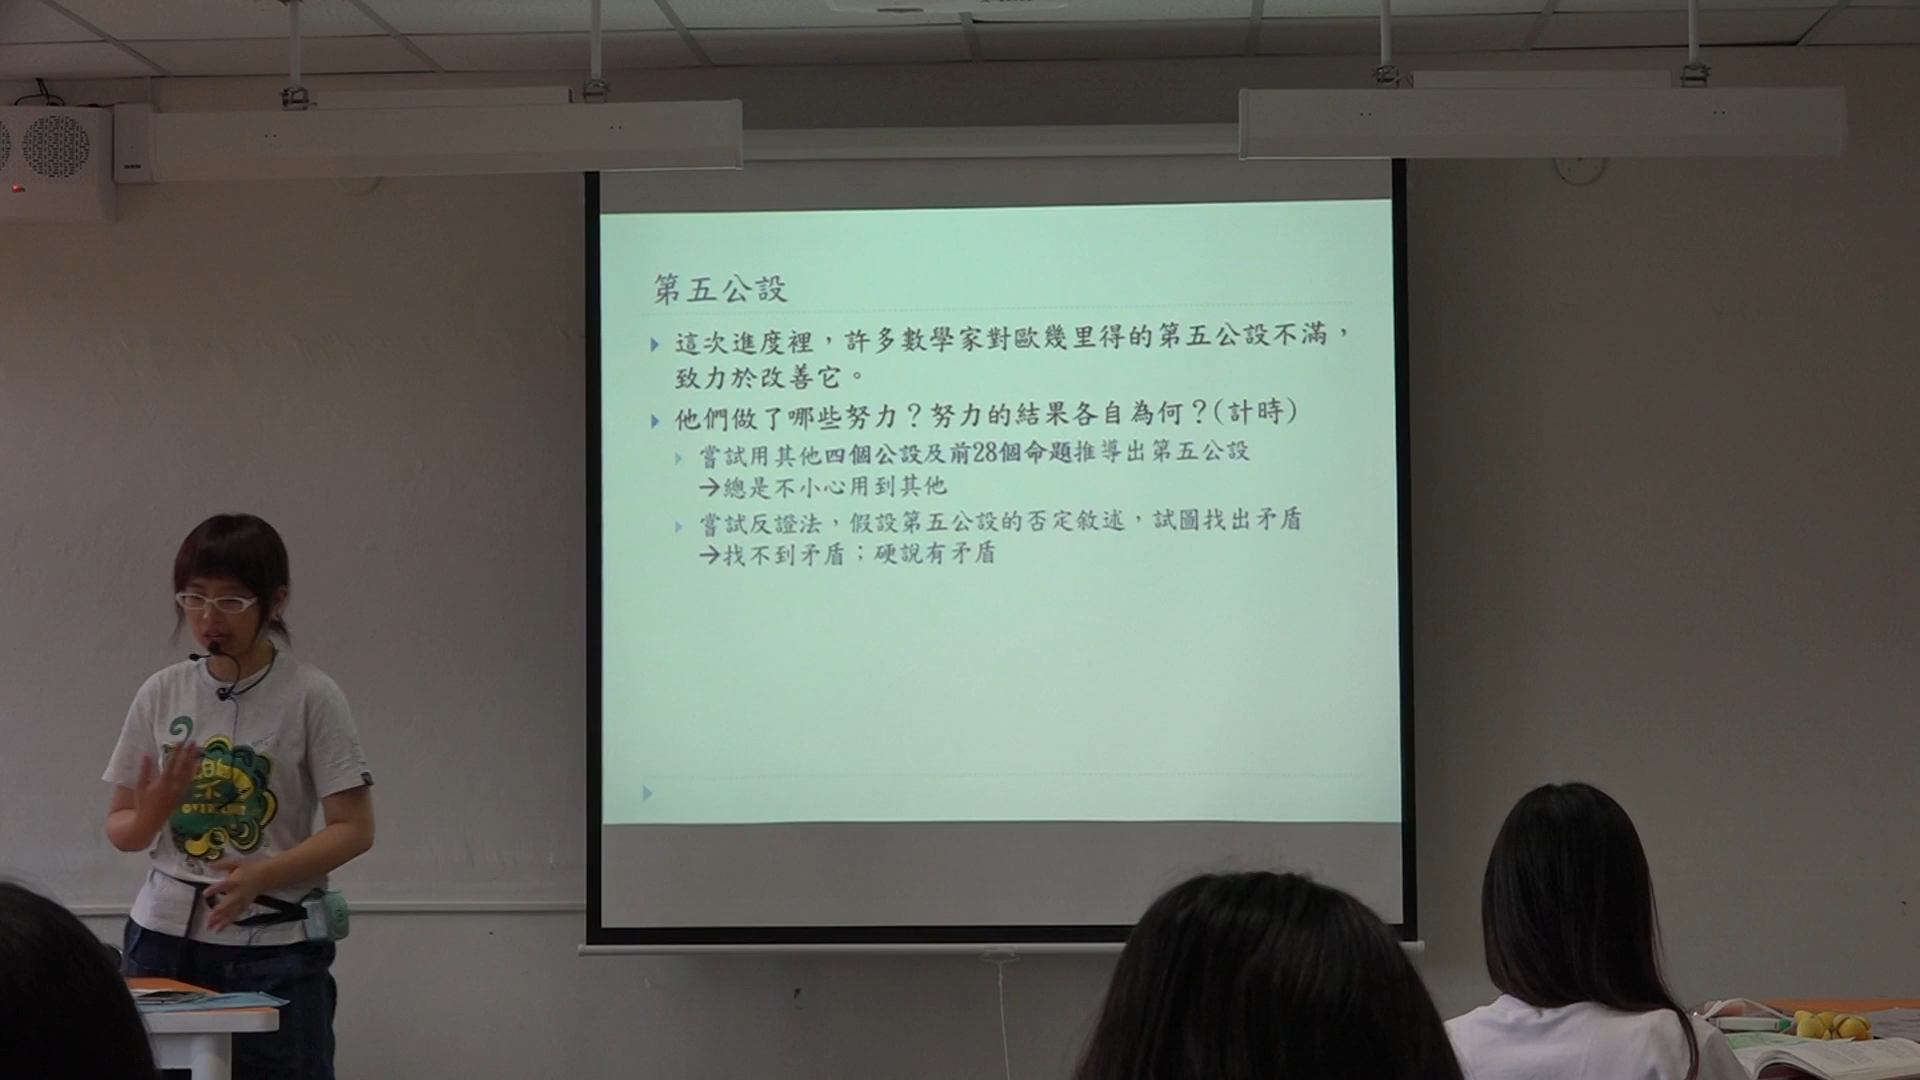 第五公設
這次進度裡，許多數學家對歐幾里得的第五公設不滿，
致力於改善它。
他們做了哪些努力？努力的結果各自為何？(計時)
嘗試用其他四個公設及前28個命題推導出第五公設
→總是不小心用到其他
嘗試反證法，假設第五公設的否定敘述，試圖找出矛盾
→找不到矛盾；硬說有矛盾